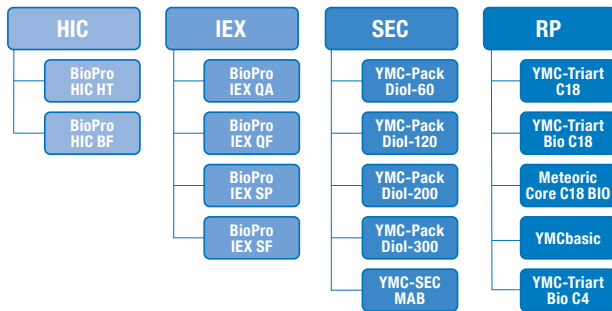 HIC
BioPro
HIC HT
BioPro
HIC BF
IEX
BioPro
IEX QA
BioPro
IEX QF
BioPro
IEX SP
BioPro
IEX SF
SEC
YMC-Pack
Diol-60
YMC-Pack
Diol-120
YMC-Pack
Diol-200
YMC-Pack
Diol-300
YMC-SEC
MAB
RP
YMC-Triart
C18
YMC-Triart
Bio C18
Meteoric
Core C18 BIO
YMCbasic
YMC-Triart
Bio C4